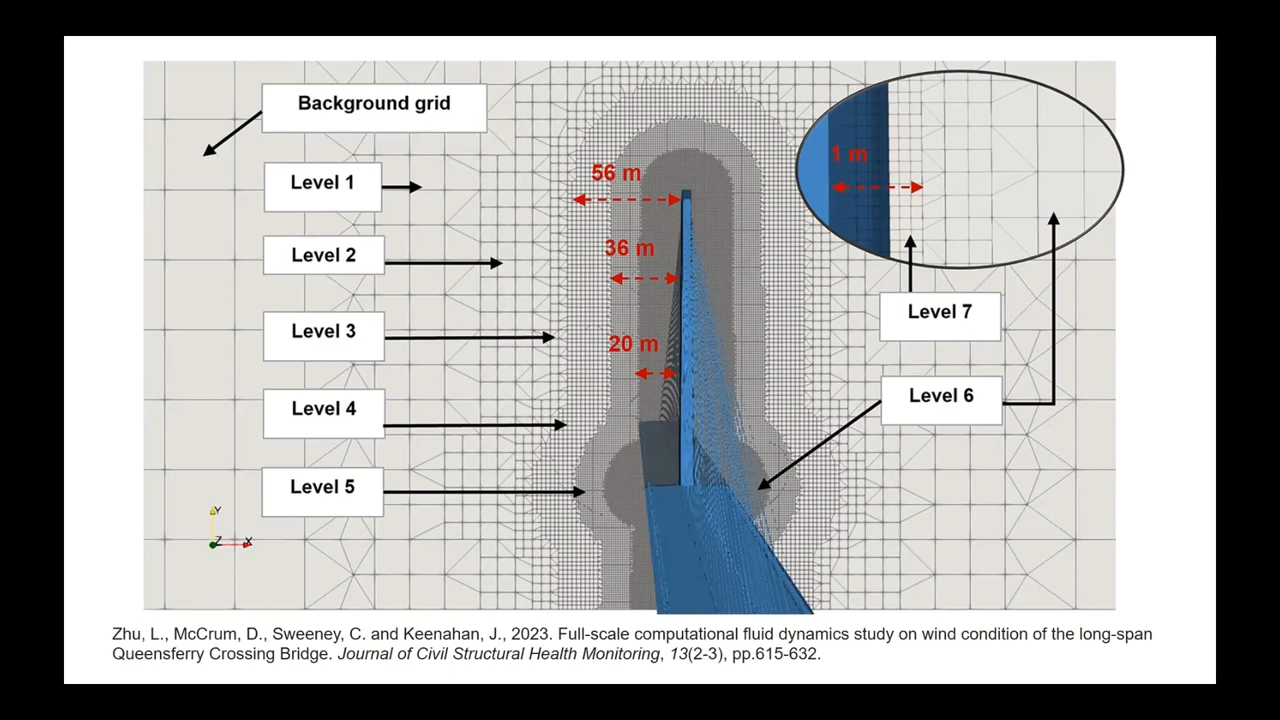 Background grid
Level 1
Level 2
Level 3
Level 4
Level 5
56 m
36 m
20 m
1 m
Level 7
Level 6
Y
Z
X
Zhu, L., McCrum, D., Sweeney, C. and Keenahan, J., 2023. Full-scale computational fluid dynamics study on wind condition of the long-span
Queensferry Crossing Bridge. Journal of Civil Structural Health Monitoring, 13(2-3), pp.615-632.